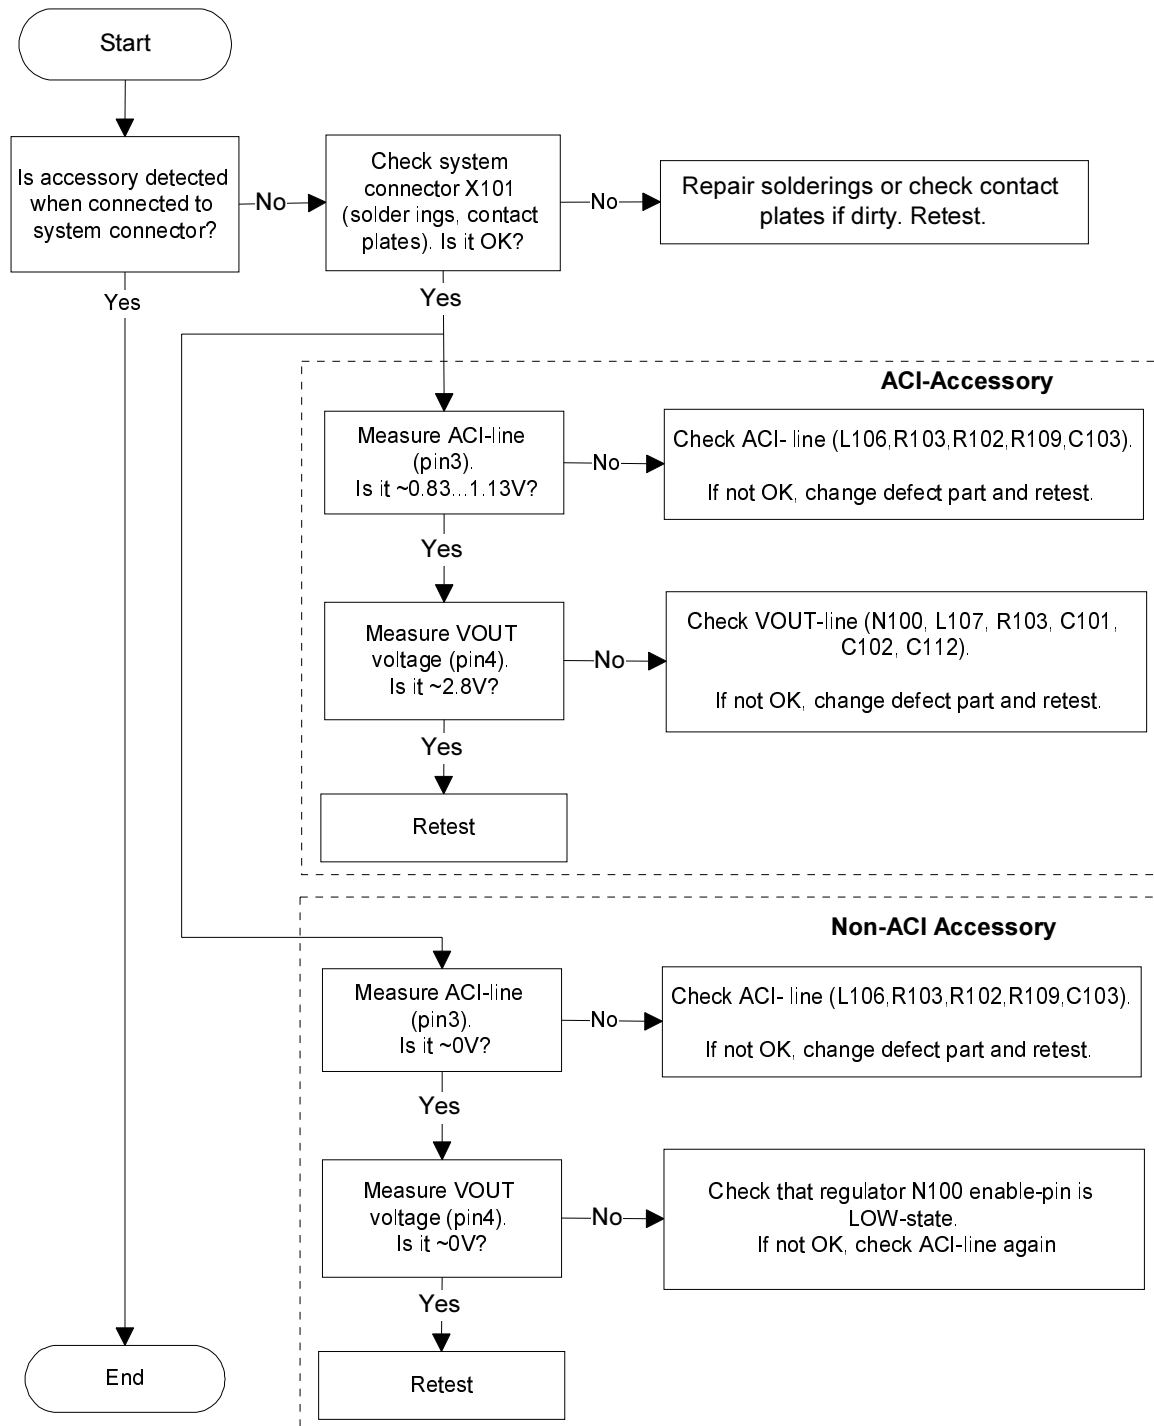 Start
Is accessory detected
when connected to
system connector?
No
Check system
connector X101
(solder ings, contact
plates). Is it OK?
No
Repair solderings or check contact
plates if dirty. Retest.
Yes
Yes
ACI-Accessory
Measure ACI-line
(pin3).
Is it ~0.83...1.13V?
No
Check ACI- line (L106,R103,R102,R109,C103).
If not OK, change defect part and retest.
Yes
Measure VOUT
voltage (pin4).
Is it ~2.8V?
No
Check VOUT-line (N100, L107, R103, C101,
C102, C112).
If not OK, change defect part and retest.
Yes
Retest
Non-ACI Accessory
Measure ACI-line
(pin3).
Is it ~0V?
No
Check ACI- line (L106,R103,R102,R109,C103).
If not OK, change defect part and retest.
Yes
Measure VOUT
voltage (pin4).
Is it ~0V?
No
Check that regulator N100 enable-pin is
LOW-state.
If not OK, check ACI-line again
Yes
Retest
End